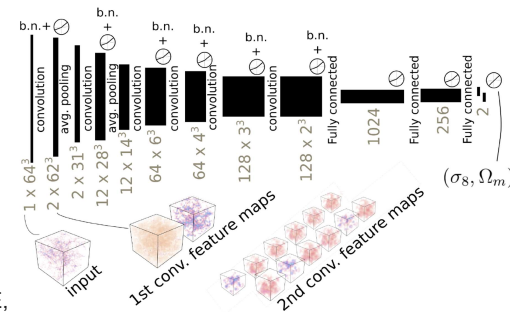 b.n.+
b.n.
+
b.n.
+
b.n.
+
b.n.
+
b.n.
+
convolution
avg. pooling
convolution
avg. pooling
convolution
convolution
convolution
convolution
Fully connected
Fully connected
Fully connected
1 x 64³
2 x 62³
2 x 31³
12 x 28³
12 x 14³
64 x 6³
64 x 4³
128 x 3³
128 x 2³
1024
256
2
(σ₈, Ωₘ)
input
1st conv. feature maps
2nd conv. feature maps